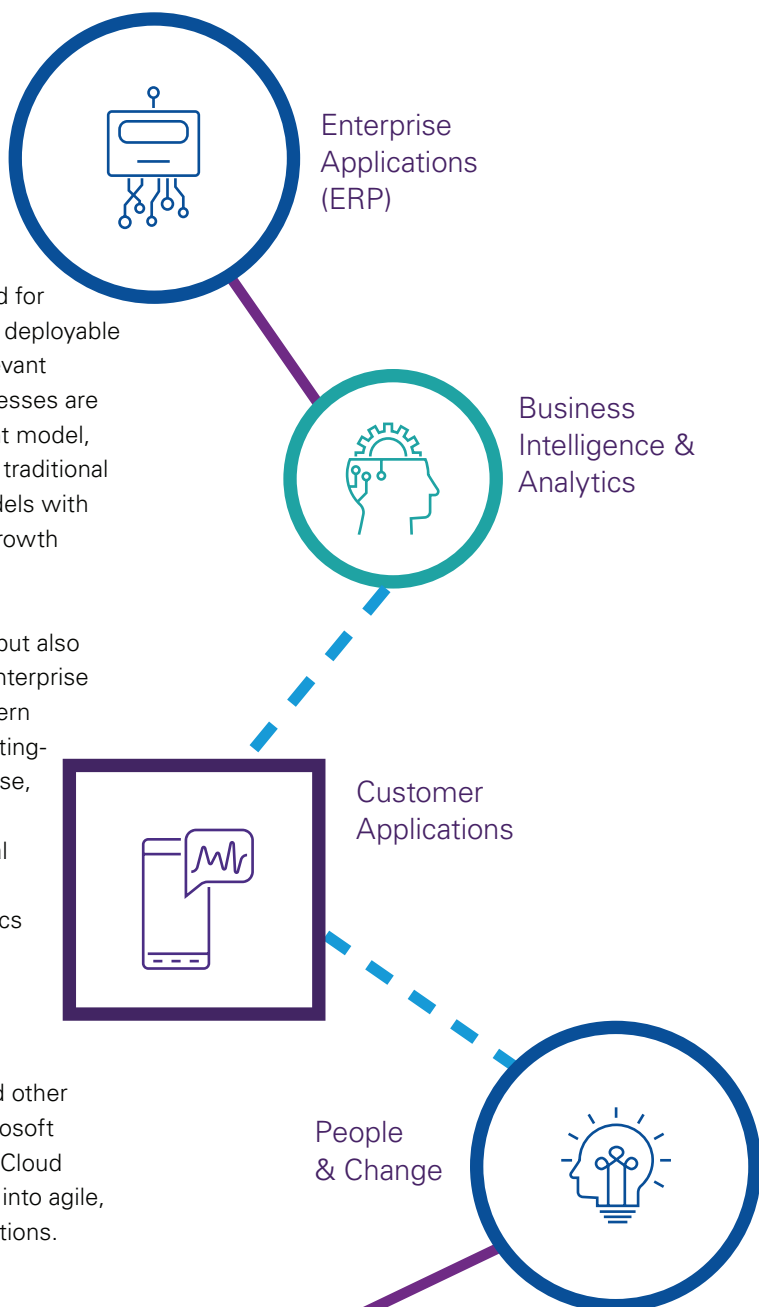 Enterprise
Applications
(ERP)
d for
deployable
vant
esses are
t model,
traditional
dels with
rowth
Business
Intelligence &
Analytics
but also
nterprise
ern
ting-
se,
l
cs
Customer
Applications
d other
osoft
Cloud
into agile,
tions.
People
& Change